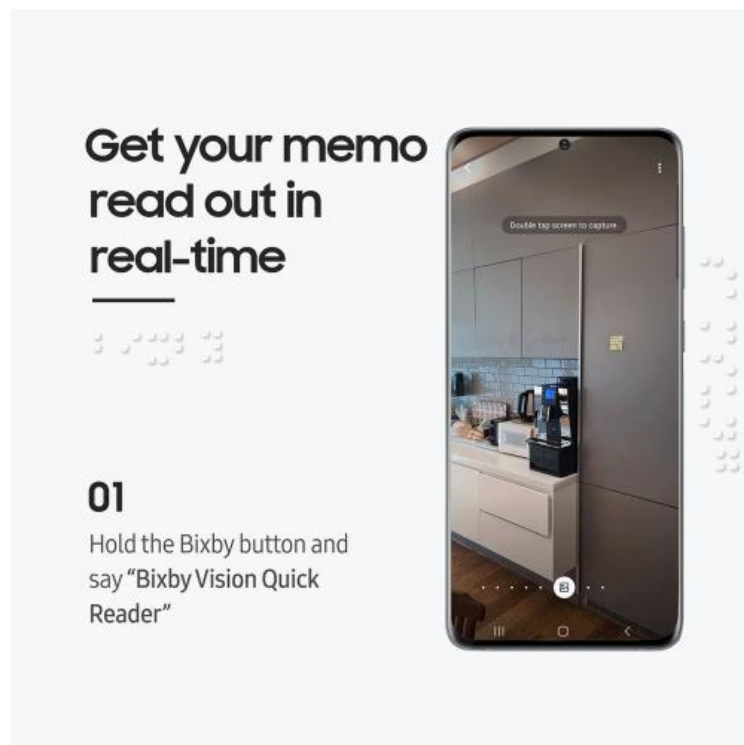 Get your memo
read out in
real-time
Double tap screen to capture.
01
Hold the Bixby button and
say “Bixby Vision Quick
Reader”